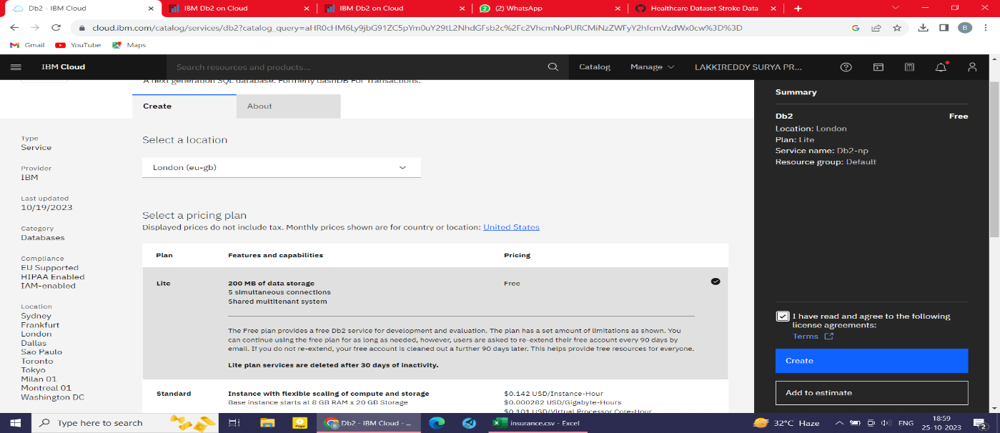 Db2 - IBM Cloud
IBM Db2 on Cloud
IBM Db2 on Cloud
(2) WhatsApp
Healthcare Dataset Stroke Data
cloud.ibm.com/catalog/services/db2?catalog_query=aHR0cHM6Ly9jbG91ZC5pYm0uY29tL2NhdGFsb2c%2Fc2VhcmNoPURCMiNzZWFyY2hfcmVzdWx0cw%3D%3D
B
Gmail
YouTube
Maps
IBM Cloud
Search resources and products...
Catalog
Manage
LAKKIREDDY SURYA PR...
A next generation SQL database. Formerly dashDB For Transactions.
Create
About
Type
Service
Provider
IBM
Last updated
10/19/2023
Category
Databases
Compliance
EU Supported
HIPAA Enabled
IAM-enabled
Location
Sydney
Frankfurt
London
Dallas
Sao Paulo
Toronto
Tokyo
Milan 01
Montreal 01
Washington DC
Select a location
London (eu-gb)
Select a pricing plan
Displayed prices do not include tax. Monthly prices shown are for country or location: United States
Plan Features and capabilities Pricing
Lite 200 MB of data storage Free
5 simultaneous connections
Shared multitenant system
The Free plan provides a free Db2 service for development and evaluation. The plan has a set amount of limitations as shown. You
can continue using the free plan for as long as needed, however, users are asked to re-extend their free account every 90 days by
email. If you do not re-extend, your free account is cleaned out a further 90 days later. This helps provide free resources for everyone.
Lite plan services are deleted after 30 days of inactivity.
Standard Instance with flexible scaling of compute and storage $0.142 USD/Instance-Hour
Base instance starts at 8 GB RAM x 20 GB Storage $0.000282 USD/Gigabyte-Hours
$0.101 USD/Virtual Processor Core-Hour
Summary
Db2 Free
Location: London
Plan: Lite
Service name: Db2-np
Resource group: Default
I have read and agree to the following
license agreements:
Terms
Create
Add to estimate
Type here to search
Db2 - IBM Cloud - ...
insurance.csv - Excel
32°C Haze
ENG
18:59
25-10-2023
2